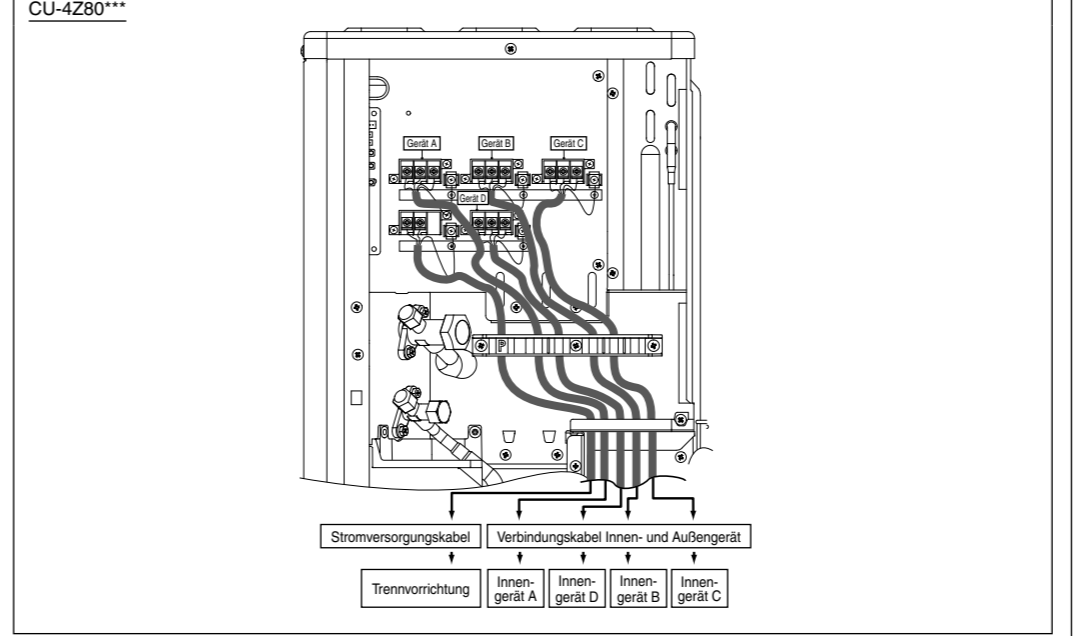 CU-4Z80***
Gerät A
Gerät B
Gerät C
Gerät D
P
Stromversorgungskabel
Verbindungskabel Innen- und Außengerät
Trennvorrichtung
Innen-
gerät A
Innen-
gerät D
Innen-
gerät B
Innen-
gerät C